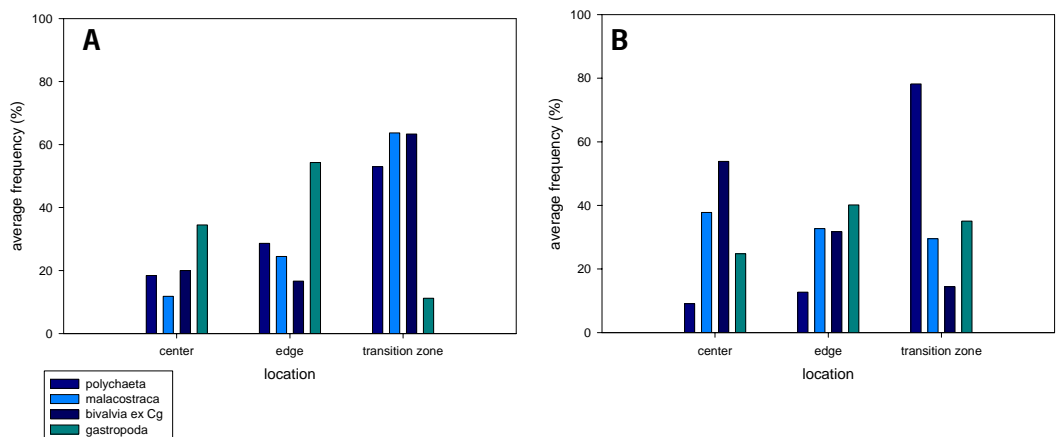 A
100
80
60
40
20
0
average frequency (%)
center edge transition zone
location
polychaeta
malacostraca
bivalvia ex Cg
gastropoda
B
100
80
60
40
20
0
average frequency (%)
center edge transition zone
location